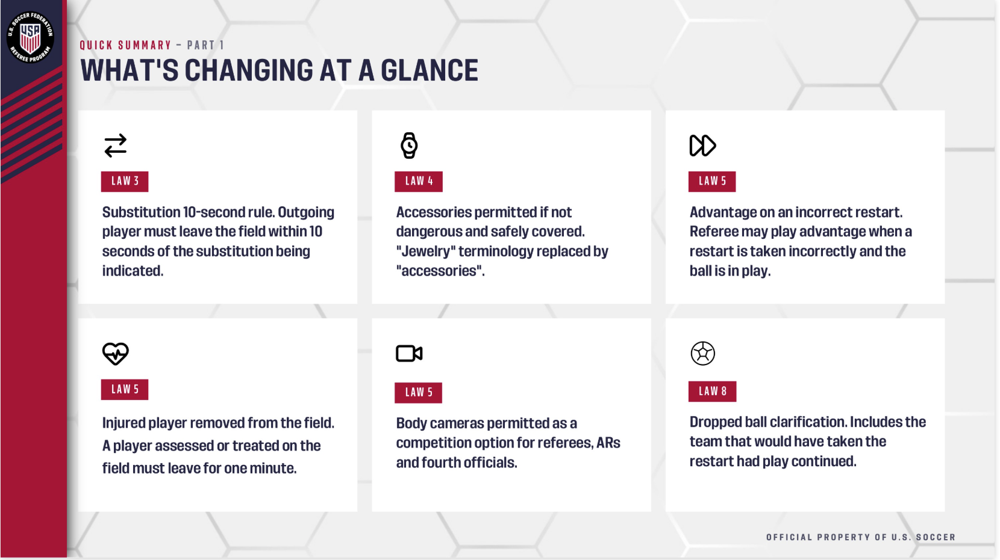 U.S. SOCCER FEDERATION
USA
REFEREE PROGRAM
QUICK SUMMARY – PART 1
WHAT'S CHANGING AT A GLANCE
LAW 3
Substitution 10-second rule. Outgoing
player must leave the field within 10
seconds of the substitution being
indicated.
LAW 4
Accessories permitted if not
dangerous and safely covered.
"Jewelry" terminology replaced by
"accessories".
LAW 5
Advantage on an incorrect restart.
Referee may play advantage when a
restart is taken incorrectly and the
ball is in play.
LAW 5
Injured player removed from the field.
A player assessed or treated on the
field must leave for one minute.
LAW 5
Body cameras permitted as a
competition option for referees, ARs
and fourth officials.
LAW 8
Dropped ball clarification. Includes the
team that would have taken the
restart had play continued.
OFFICIAL PROPERTY OF U.S. SOCCER